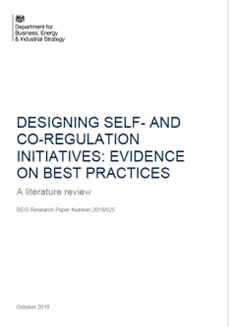 Department for
Business, Energy
& Industrial Strategy
DESIGNING SELF- AND
CO-REGULATION
INITIATIVES: EVIDENCE
ON BEST PRACTICES
A literature review
BEIS Research Paper Number 2019/025
October 2019